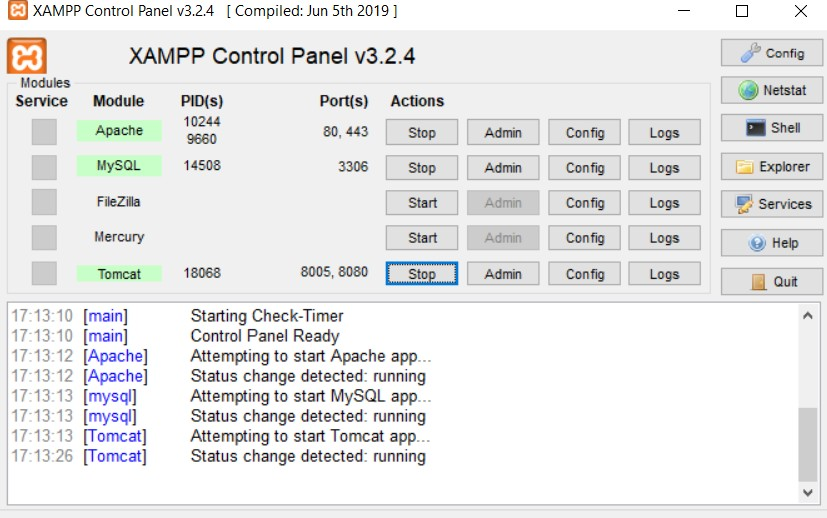 XAMPP Control Panel v3.2.4 [ Compiled: Jun 5th 2019 ]
XAMPP Control Panel v3.2.4
Config
Modules
Service Module PID(s) Port(s) Actions
Netstat
Apache 10244 9660 80, 443 Stop Admin Config Logs
Shell
MySQL 14508 3306 Stop Admin Config Logs
Explorer
FileZilla Start Admin Config Logs
Services
Mercury Start Admin Config Logs
Help
Tomcat 18068 8005, 8080 Stop Admin Config Logs
Quit
17:13:10 [main] Starting Check-Timer
17:13:10 [main] Control Panel Ready
17:13:12 [Apache] Attempting to start Apache app...
17:13:12 [Apache] Status change detected: running
17:13:13 [mysql] Attempting to start MySQL app...
17:13:13 [mysql] Status change detected: running
17:13:13 [Tomcat] Attempting to start Tomcat app...
17:13:26 [Tomcat] Status change detected: running